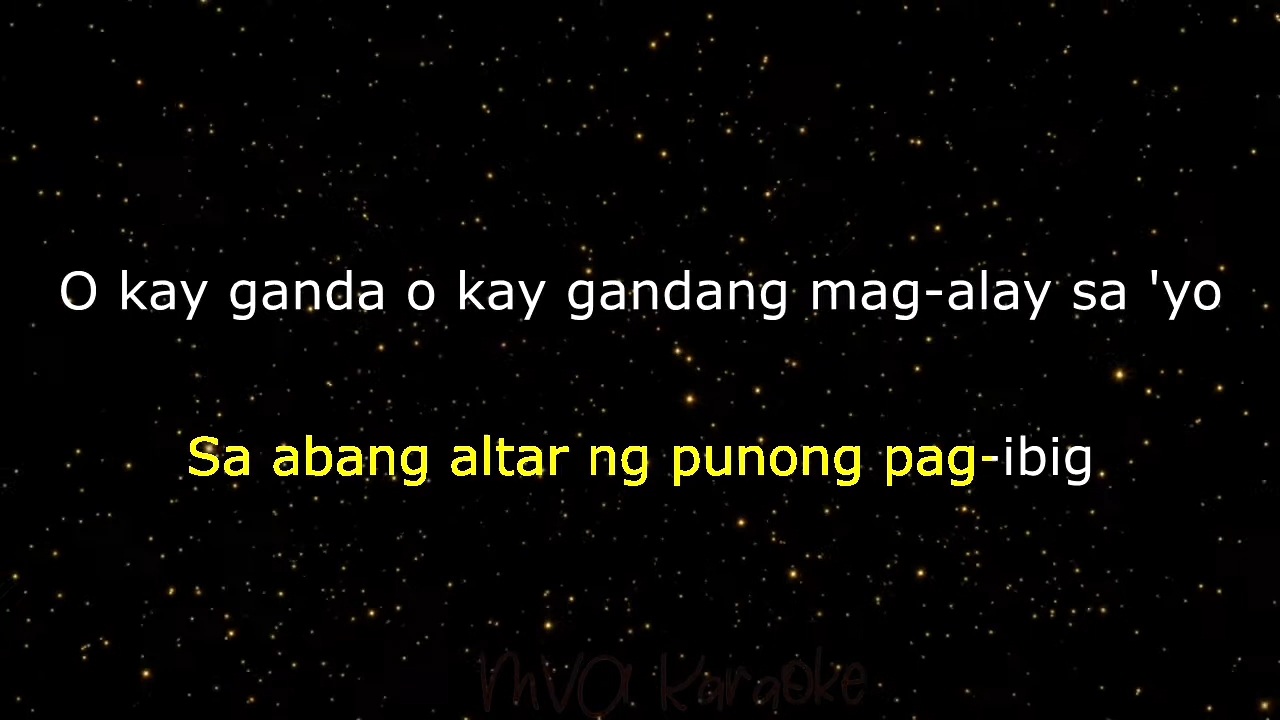 O kay ganda o kay gandang mag-alay sa 'yo
Sa abang altar ng punong pag-ibig
MVA Karaoke